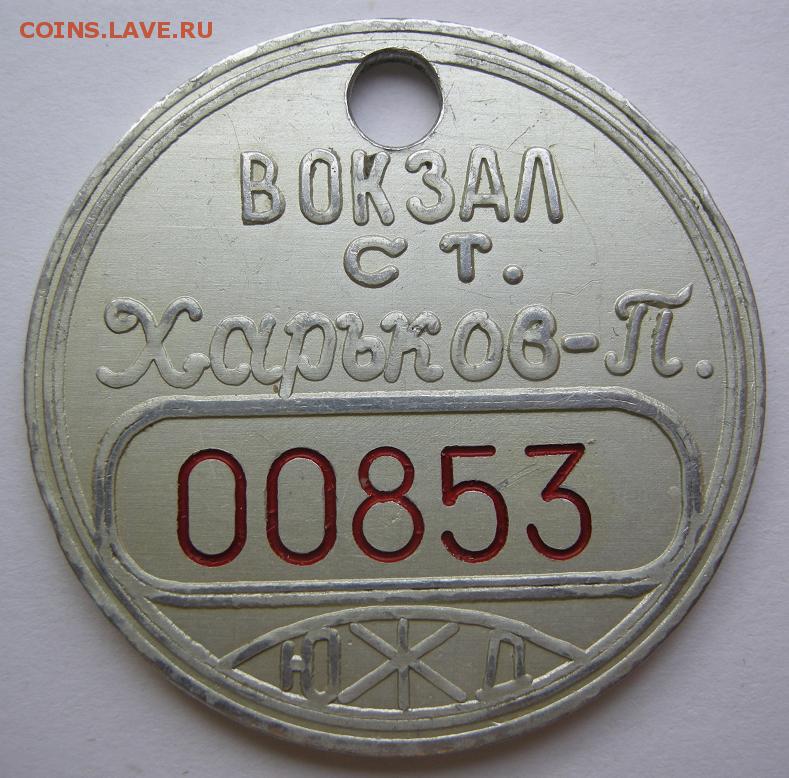 COINS.LAVE.RU
ВОКЗАЛ
ст.
Харьков-П.
00853
ЮЖД